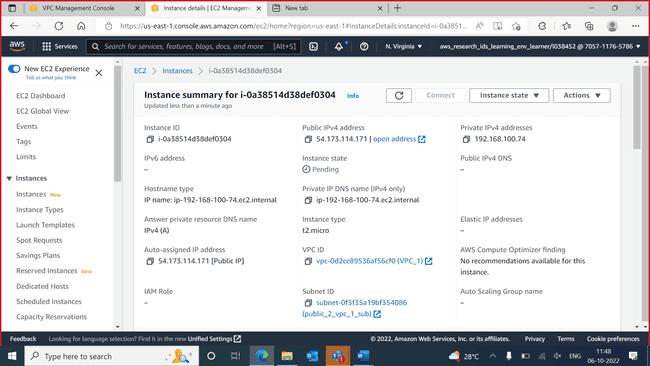 VPC Management Console
Instance details | EC2 Manager
New tab
https://us-east-1.console.aws.amazon.com/ec2/home?region=us-east-1#InstanceDetails:instanceId=i-0a3851...
aws
Services
Search for services, features, blogs, docs, and more [Alt+S]
N. Virginia
aws_research_ids_learning_env_learner/l038452 @ 7057-1176-5786
New EC2 Experience
Tell us what you think
EC2 Dashboard
EC2 Global View
Events
Tags
Limits
Instances
Instances New
Instance Types
Launch Templates
Spot Requests
Savings Plans
Reserved Instances New
Dedicated Hosts
Scheduled Instances
Capacity Reservations
EC2 > Instances > i-0a38514d38def0304
Instance summary for i-0a38514d38def0304 Info
Updated less than a minute ago
Connect
Instance state
Actions
Instance ID
i-0a38514d38def0304
Public IPv4 address
54.173.114.171 | open address
Private IPv4 addresses
192.168.100.74
IPv6 address
–
Instance state
Pending
Public IPv4 DNS
–
Hostname type
IP name: ip-192-168-100-74.ec2.internal
Private IP DNS name (IPv4 only)
ip-192-168-100-74.ec2.internal
Answer private resource DNS name
IPv4 (A)
Instance type
t2.micro
Elastic IP addresses
–
Auto-assigned IP address
54.173.114.171 [Public IP]
VPC ID
vpc-0d2ce89536af56cf0 (VPC_1)
AWS Compute Optimizer finding
No recommendations available for this
instance.
IAM Role
–
Subnet ID
subnet-0f3f35a19bf354086
(public_2_vpc_1_sub)
Auto Scaling Group name
–
Feedback
Looking for language selection? Find it in the new Unified Settings
© 2022, Amazon Web Services, Inc. or its affiliates.
Privacy
Terms
Cookie preferences
Type here to search
28°C
ENG
11:48
06-10-2022